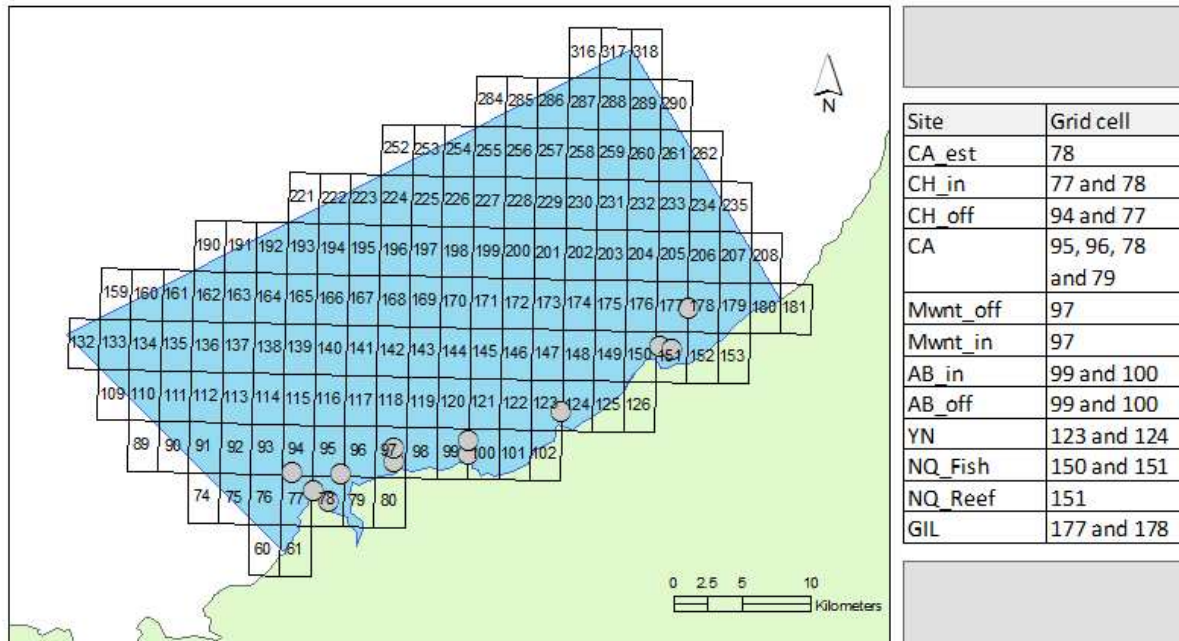 316 317 318
284 285 286 287 288 289 290
N
252 253 254 255 256 257 258 259 260 261 262
221 222 223 224 225 226 227 228 229 230 231 232 233 234 235
190 191 192 193 194 195 196 197 198 199 200 201 202 203 204 205 206 207 208
159 160 161 162 163 164 165 166 167 168 169 170 171 172 173 174 175 176 177 178 179 180 181
132 133 134 135 136 137 138 139 140 141 142 143 144 145 146 147 148 149 150 151 152 153
109 110 111 112 113 114 115 116 117 118 119 120 121 122 123 124 125 126
89 90 91 92 93 94 95 96 97 98 99 100 101 102
74 75 76 77 78 79 80
60 61
0 2.5 5 10
Kilometers
Site Grid cell
CA_est 78
CH_in 77 and 78
CH_off 94 and 77
CA 95, 96, 78
and 79
Mwnt_off 97
Mwnt_in 97
AB_in 99 and 100
AB_off 99 and 100
YN 123 and 124
NQ_Fish 150 and 151
NQ_Reef 151
GIL 177 and 178